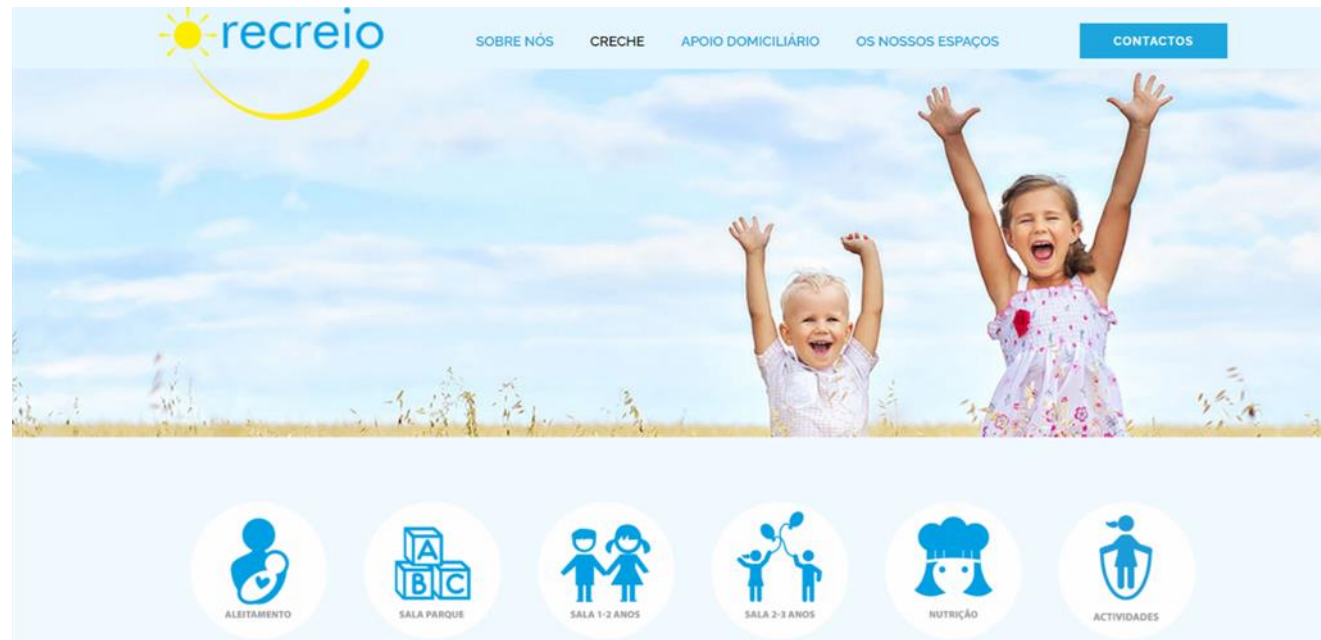 recreio
SOBRE NÓS CRECHE APOIO DOMICILIÁRIO OS NOSSOS ESPAÇOS CONTACTOS
A
B C
ALEITAMENTO SALA PARQUE SALA 1-2 ANOS SALA 2-3 ANOS NUTRIÇÃO ACTIVIDADES